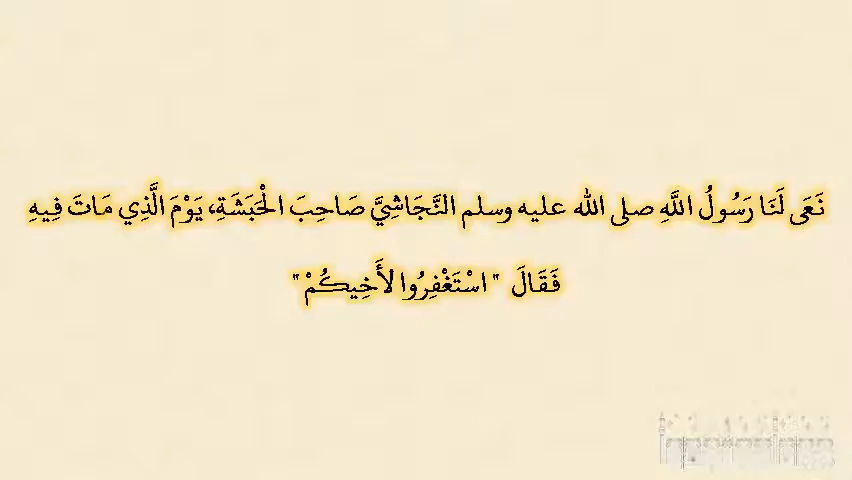 نَعَى لَنَا رَسُولُ اللَّهِ صلى الله عليه وسلم النَّجَاشِيَّ صَاحِبَ الْحَبَشَةِ، يَوْمَ الَّذِي مَاتَ فِيهِ
فَقَالَ ‏"‏ اسْتَغْفِرُوا لأَخِيكُمْ ‏"‏